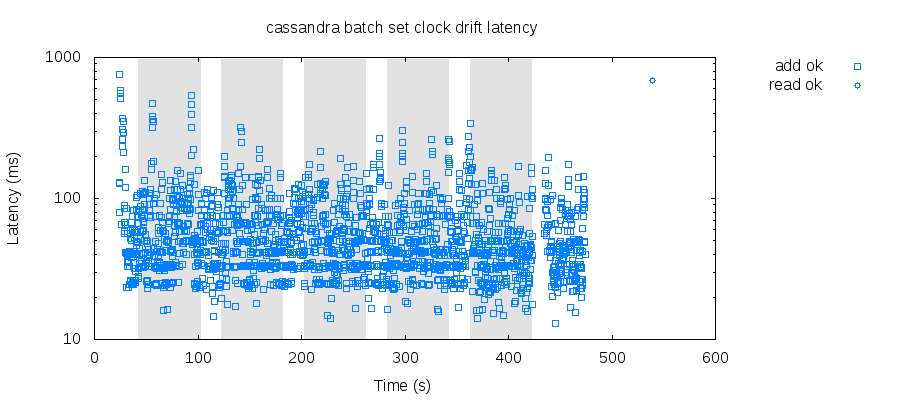 cassandra batch set clock drift latency
1000
100
10
Latency (ms)
0 100 200 300 400 500 600
Time (s)
add ok
read ok